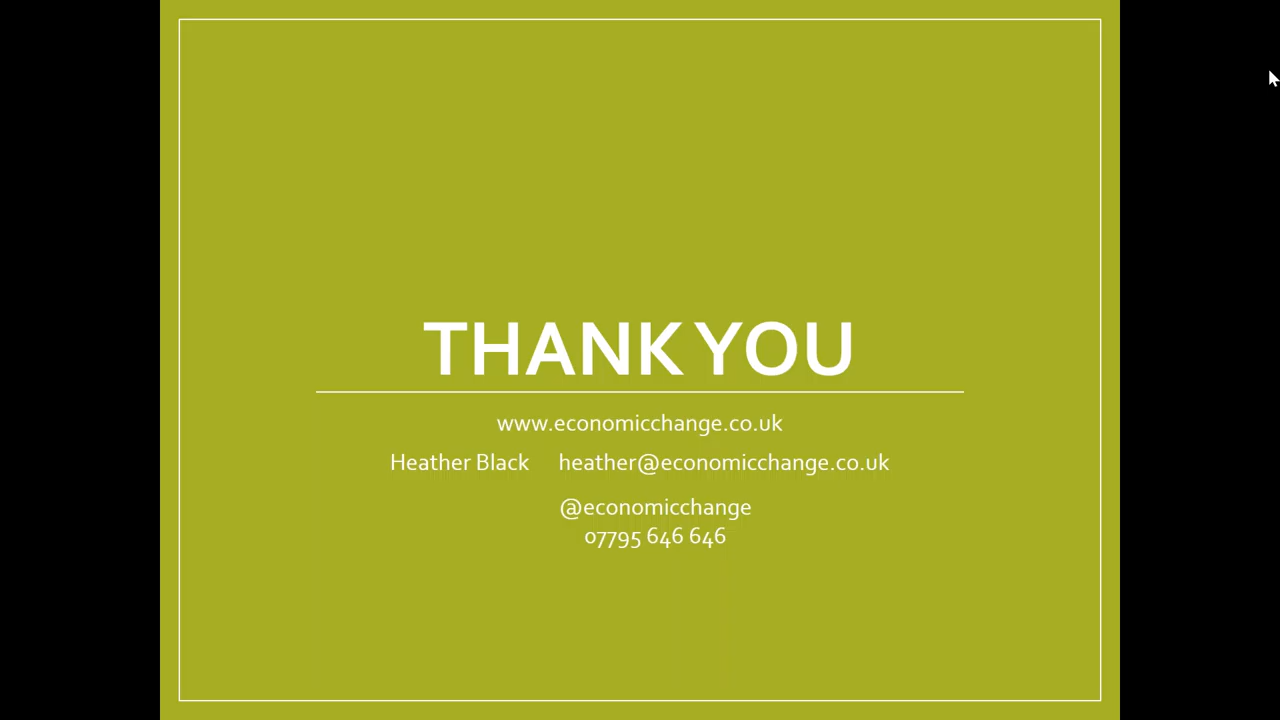 THANK YOU
www.economicchange.co.uk
Heather Black heather@economicchange.co.uk
@economicchange
07795 646 646